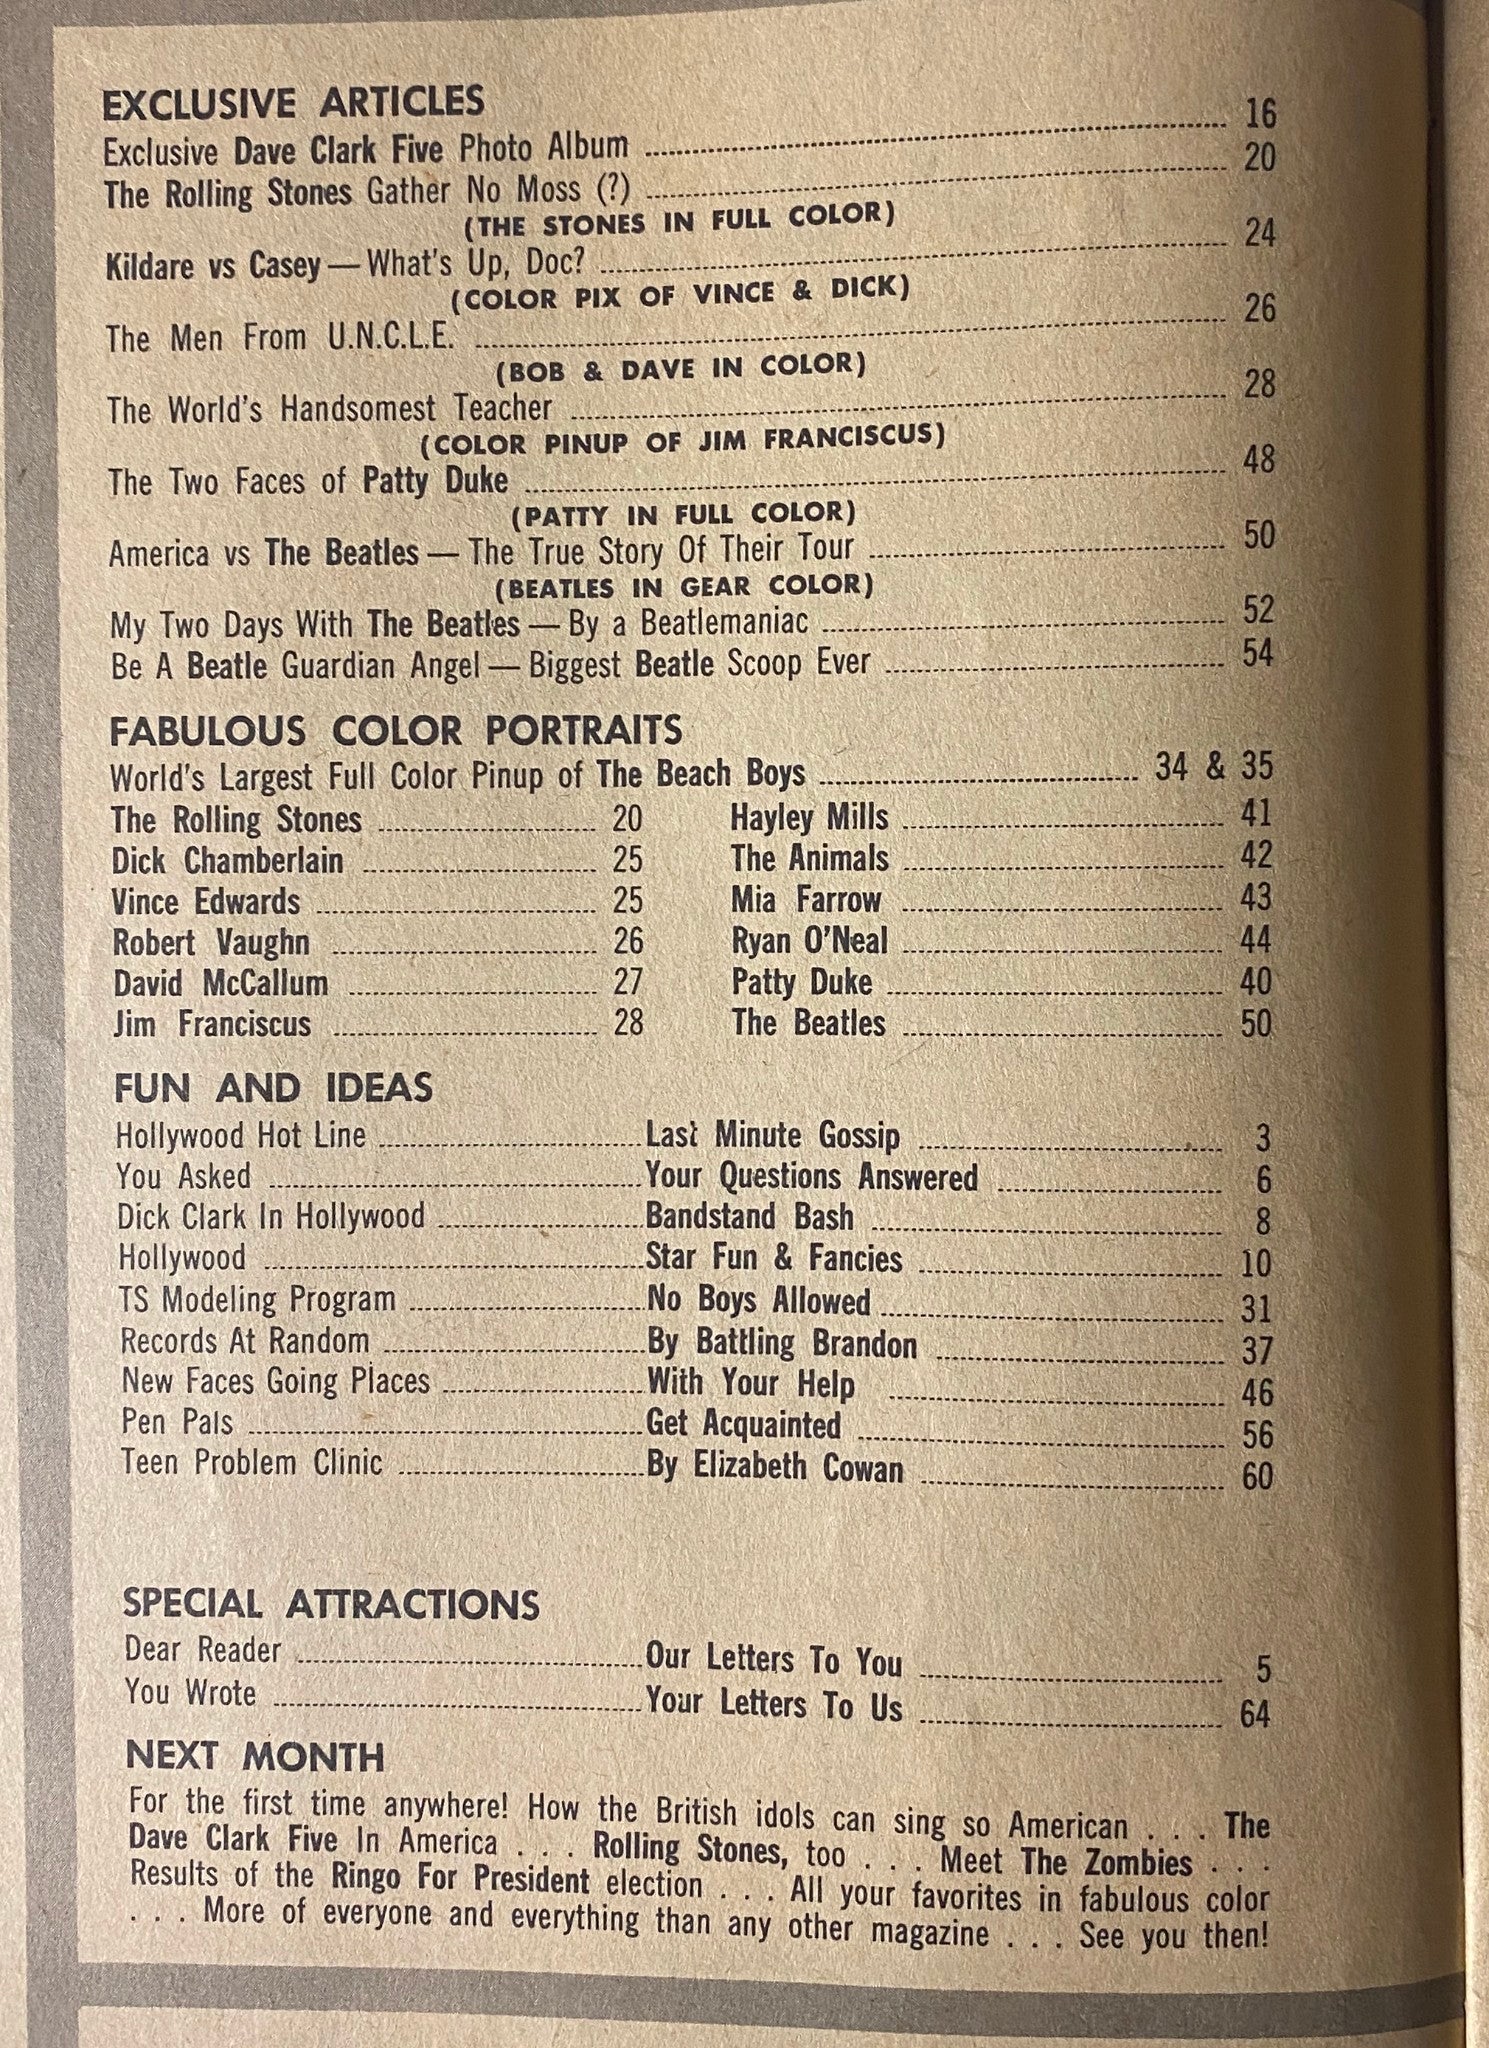 EXCLUSIVE ARTICLES
Exclusive Dave Clark Five Photo Album 16
The Rolling Stones Gather No Moss (?) 20
(THE STONES IN FULL COLOR)
Kildare vs Casey — What's Up, Doc? 24
(COLOR PIX OF VINCE & DICK)
The Men From U.N.C.L.E. 26
(BOB & DAVE IN COLOR)
The World's Handsomest Teacher 28
(COLOR PINUP OF JIM FRANCISCUS)
The Two Faces of Patty Duke 48
(PATTY IN FULL COLOR)
America vs The Beatles — The True Story Of Their Tour 50
(BEATLES IN GEAR COLOR)
My Two Days With The Beatles — By a Beatlemaniac 52
Be A Beatle Guardian Angel — Biggest Beatle Scoop Ever 54
FABULOUS COLOR PORTRAITS
World's Largest Full Color Pinup of The Beach Boys 34 & 35
The Rolling Stones 20 Hayley Mills 41
Dick Chamberlain 25 The Animals 42
Vince Edwards 25 Mia Farrow 43
Robert Vaughn 26 Ryan O'Neal 44
David McCallum 27 Patty Duke 40
Jim Franciscus 28 The Beatles 50
FUN AND IDEAS
Hollywood Hot Line Last Minute Gossip 3
You Asked Your Questions Answered 6
Dick Clark In Hollywood Bandstand Bash 8
Hollywood Star Fun & Fancies 10
TS Modeling Program No Boys Allowed 31
Records At Random By Battling Brandon 37
New Faces Going Places With Your Help 46
Pen Pals Get Acquainted 56
Teen Problem Clinic By Elizabeth Cowan 60
SPECIAL ATTRACTIONS
Dear Reader Our Letters To You 5
You Wrote Your Letters To Us 64
NEXT MONTH
For the first time anywhere! How the British idols can sing so American . . . The
Dave Clark Five In America . . . Rolling Stones, too . . . Meet The Zombies . . .
Results of the Ringo For President election . . . All your favorites in fabulous color
. . . More of everyone and everything than any other magazine . . . See you then!